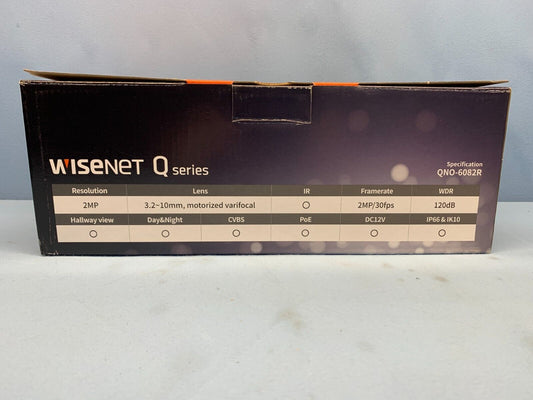 WISENET Q series
Specification
QNO-6082R
Resolution Lens IR Framerate WDR
2MP 3.2~10mm, motorized varifocal ○ 2MP/30fps 120dB
Hallway view Day&Night CVBS PoE DC12V IP66 & IK10
○ ○ ○ ○ ○ ○